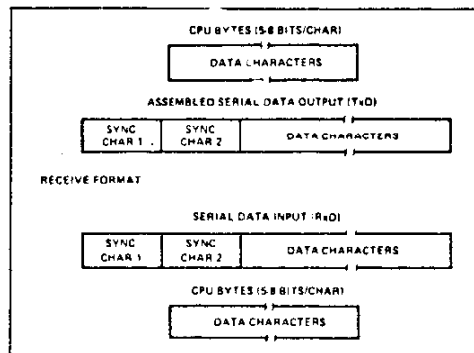 CPU BYTES (5-8 BITS/CHAR)
DATA CHARACTERS
ASSEMBLED SERIAL DATA OUTPUT (TxD)
SYNC CHAR 1
SYNC CHAR 2
DATA CHARACTERS
RECEIVE FORMAT
SERIAL DATA INPUT (RxD)
SYNC CHAR 1
SYNC CHAR 2
DATA CHARACTERS
CPU BYTES (5-8 BITS/CHAR)
DATA CHARACTERS